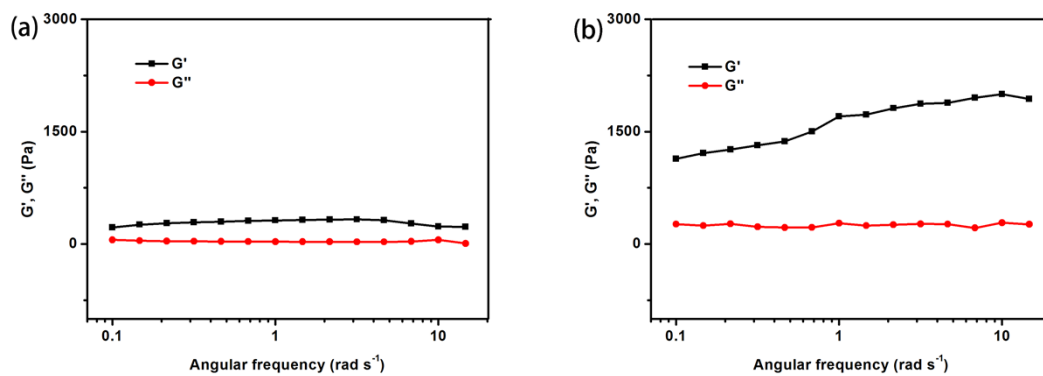 (a)
3000
1500
0
G', G'' (Pa)
G'
G''
0.1 1 10
Angular frequency (rad s⁻¹)
(b)
3000
1500
0
G', G'' (Pa)
G'
G''
0.1 1 10
Angular frequency (rad s⁻¹)